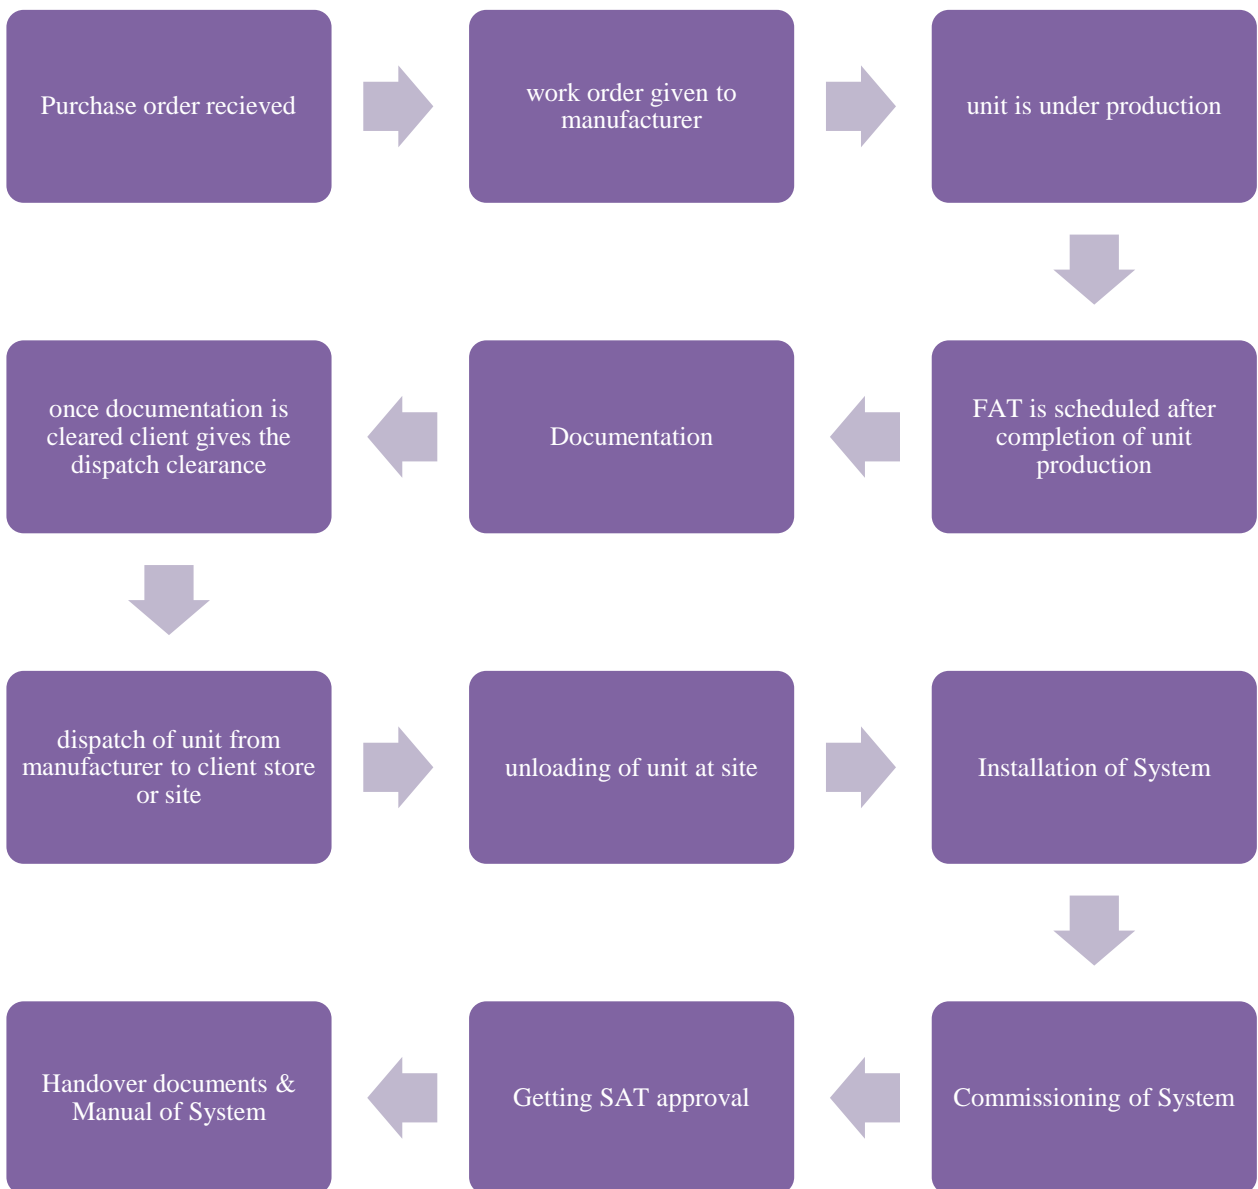 Purchase order recieved
work order given to
manufacturer
unit is under production
FAT is scheduled after
completion of unit
production
Documentation
once documentation is
cleared client gives the
dispatch clearance
dispatch of unit from
manufacturer to client store
or site
unloading of unit at site
Installation of System
Commissioning of System
Getting SAT approval
Handover documents &
Manual of System